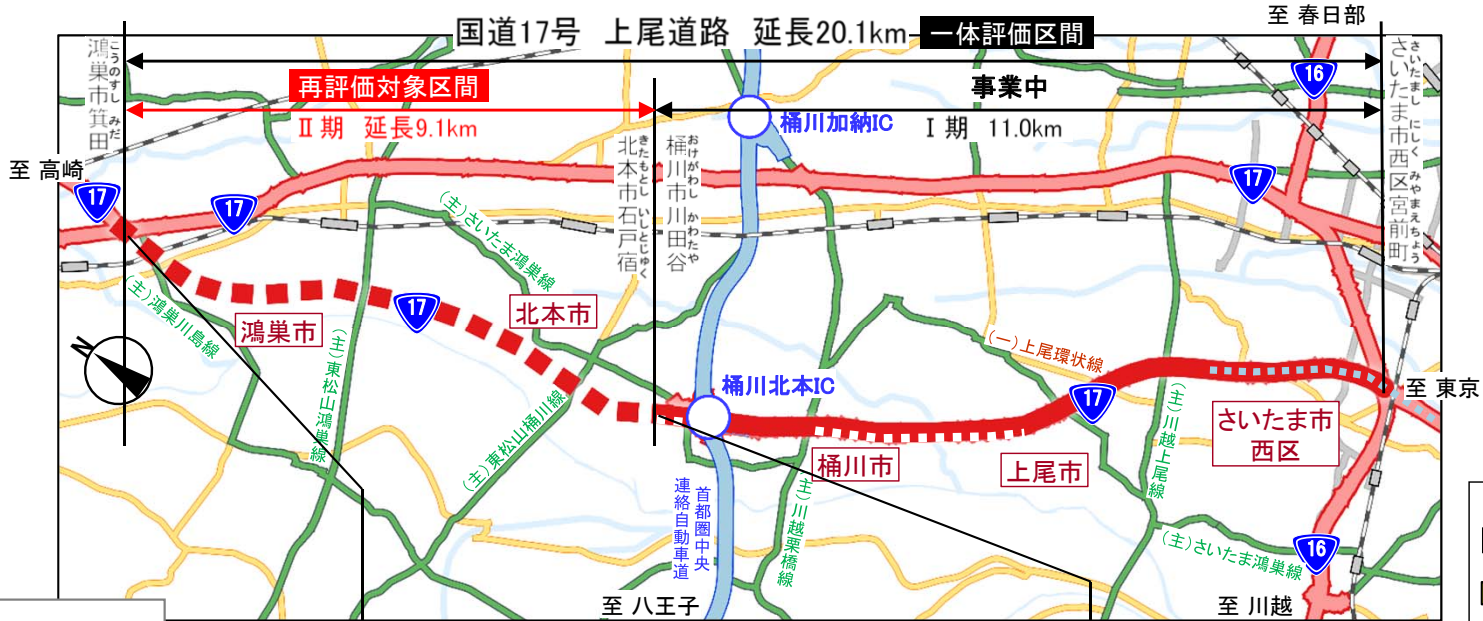 国道17号 上尾道路 延長20.1km
一体評価区間
至 春日部
再評価対象区間
事業中
Ⅱ期 延長9.1km
Ⅰ期 11.0km
こうのすし みだ
鴻巣市箕田
きたもとし いしとじゅく
北本市石戸宿
おけがわし かわたや
桶川市川田谷
さいたまし にしく みやまえちょう
さいたま市西区宮前町
16
桶川加納IC
至 高崎
17
17
17
(主)さいたま鴻巣線
北本市
17
鴻巣市
(主)鴻巣川島線
(主)東松山鴻巣線
(主)東松山桶川線
N
桶川北本IC
(一)上尾環状線
17
至 東京
さいたま市
西区
桶川市
上尾市
(主)川越上尾線
(主)川越栗橋線
首都圏中央
連絡自動車道
(主)さいたま鴻巣線
16
至 八王子
至 川越